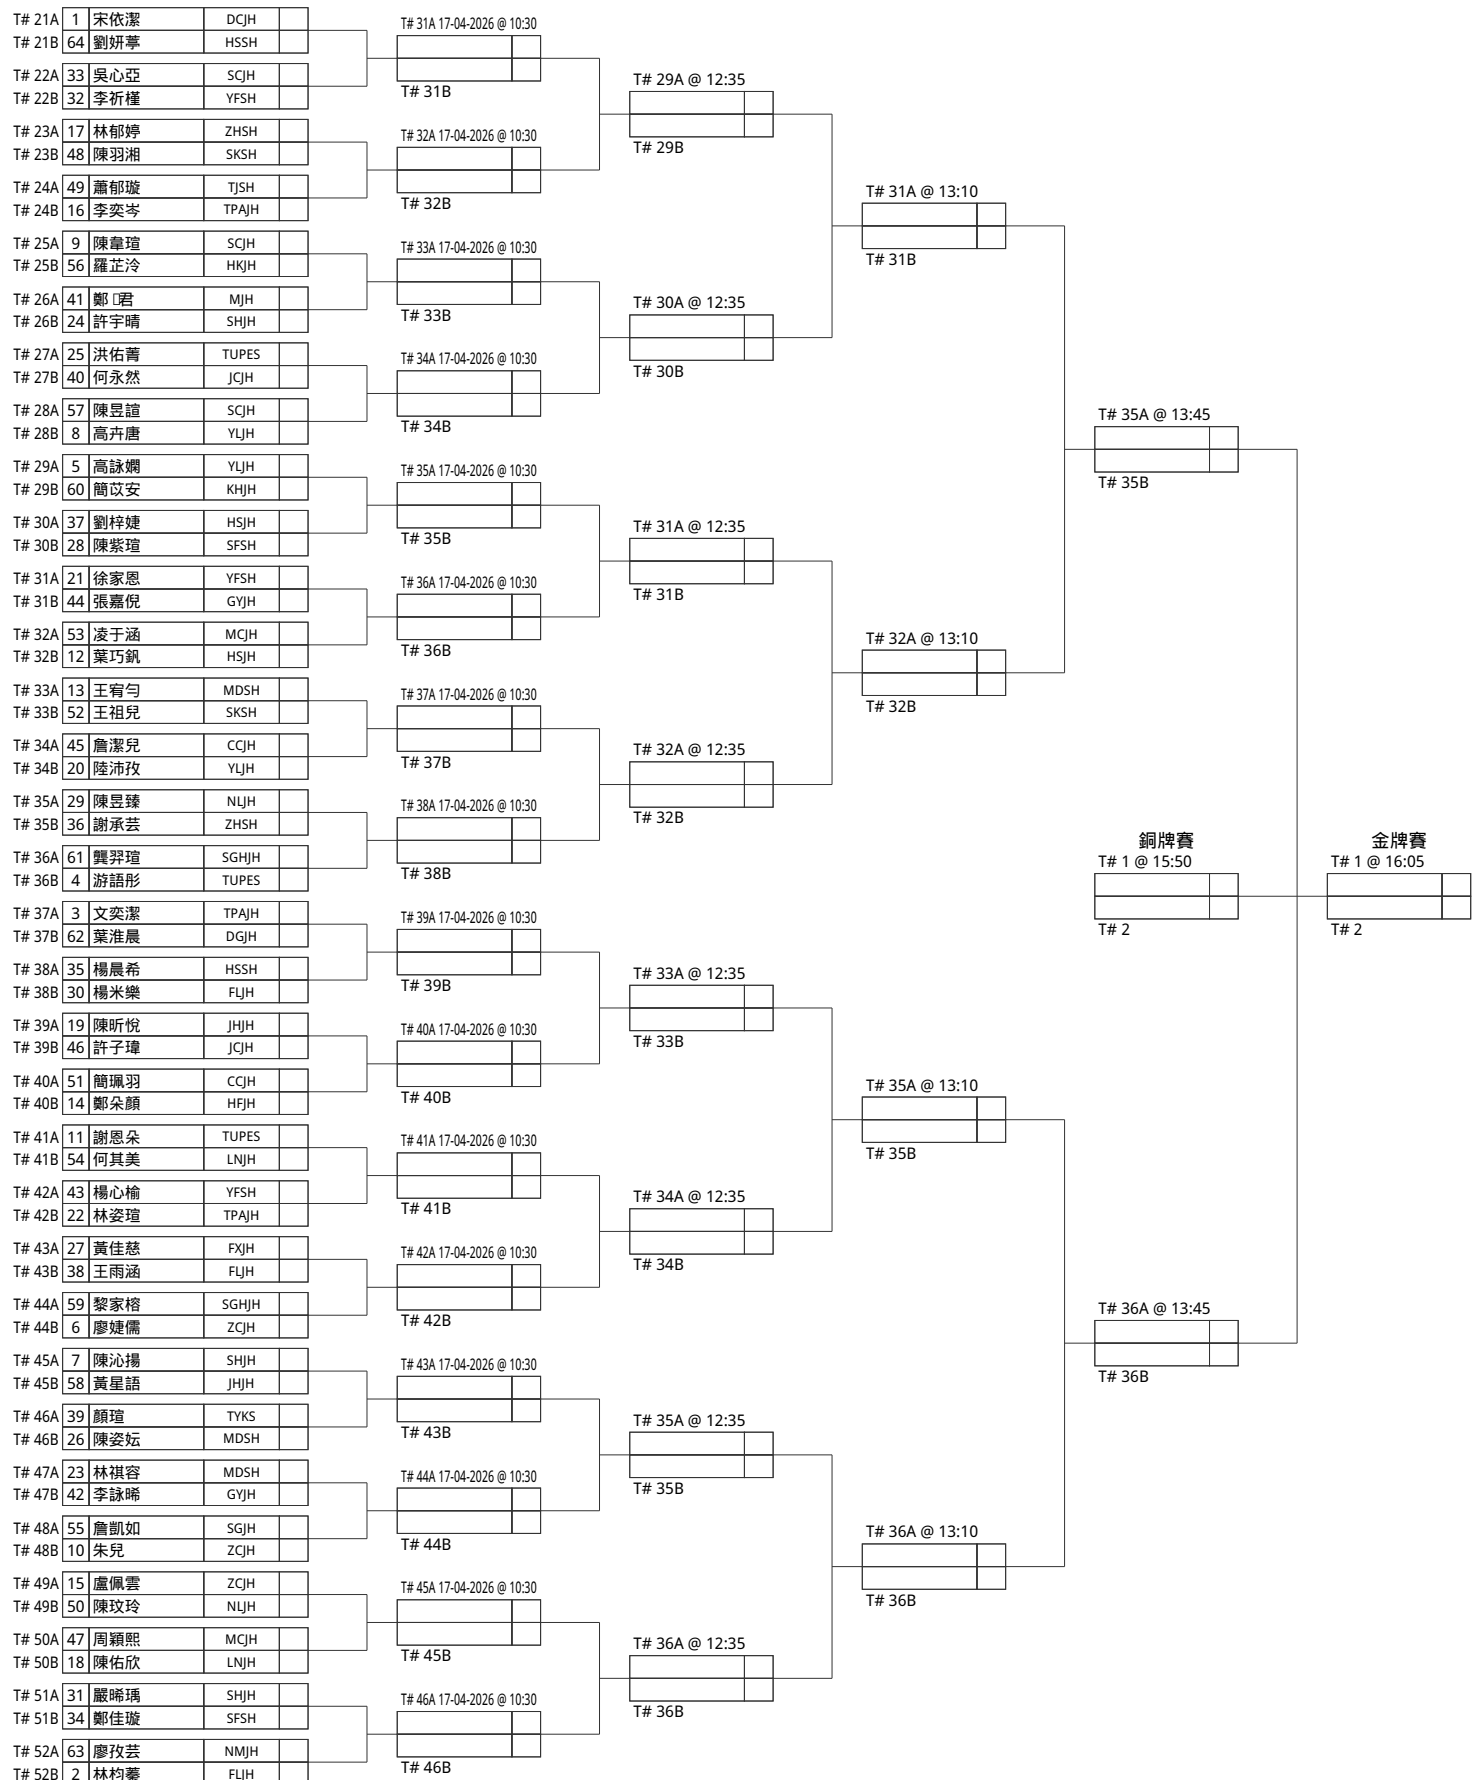 T# 21A 1 宋依潔 DCJH
T# 21B 64 劉妍葶 HSSH
T# 22A 33 吳心亞 SCJH
T# 22B 32 李祈槿 YFSH
T# 23A 17 林郁婷 ZHSH
T# 23B 48 陳羽湘 SKSH
T# 24A 49 蕭郁璇 TJSH
T# 24B 16 李奕岑 TPAJH
T# 25A 9 陳韋瑄 SCJH
T# 25B 56 羅芷泠 HKJH
T# 26A 41 鄭 君 MJH
T# 26B 24 許宇晴 SHJH
T# 27A 25 洪佑菁 TUPES
T# 27B 40 何永然 JCJH
T# 28A 57 陳昱諠 SCJH
T# 28B 8 高卉唐 YLJH
T# 29A 5 高詠嫻 YLJH
T# 29B 60 簡苡安 KHJH
T# 30A 37 劉梓婕 HSJH
T# 30B 28 陳紫瑄 SFSH
T# 31A 21 徐家恩 YFSH
T# 31B 44 張嘉倪 GYJH
T# 32A 53 凌于涵 MCJH
T# 32B 12 葉巧釩 HSJH
T# 33A 13 王宥勻 MDSH
T# 33B 52 王祖兒 SKSH
T# 34A 45 詹潔兒 CCJH
T# 34B 20 陸沛孜 YLJH
T# 35A 29 陳昱臻 NLJH
T# 35B 36 謝承芸 ZHSH
T# 36A 61 龔羿瑄 SGHJH
T# 36B 4 游語彤 TUPES
T# 37A 3 文奕潔 TPAJH
T# 37B 62 葉淮晨 DGJH
T# 38A 35 楊晨希 HSSH
T# 38B 30 楊米樂 FLJH
T# 39A 19 陳昕悅 JHJH
T# 39B 46 許子瑋 JCJH
T# 40A 51 簡珮羽 CCJH
T# 40B 14 鄭朵顏 HFJH
T# 41A 11 謝恩朵 TUPES
T# 41B 54 何其美 LNJH
T# 42A 43 楊心榆 YFSH
T# 42B 22 林姿瑄 TPAJH
T# 43A 27 黃佳慈 FXJH
T# 43B 38 王雨涵 FLJH
T# 44A 59 黎家榕 SGHJH
T# 44B 6 廖婕儒 ZCJH
T# 45A 7 陳沁揚 SHJH
T# 45B 58 黃星語 JHJH
T# 46A 39 顏瑄 TYKS
T# 46B 26 陳姿妘 MDSH
T# 47A 23 林祺容 MDSH
T# 47B 42 李詠晞 GYJH
T# 48A 55 詹凱如 SGJH
T# 48B 10 朱兒 ZCJH
T# 49A 15 盧佩雲 ZCJH
T# 49B 50 陳玟玲 NLJH
T# 50A 47 周穎熙 MCJH
T# 50B 18 陳佑欣 LNJH
T# 51A 31 嚴晞瑀 SHJH
T# 51B 34 鄭佳璇 SFSH
T# 52A 63 廖孜芸 NMJH
T# 52B 2 林枃蓁 FLJH
T# 31A 17-04-2026 @ 10:30
T# 31B
T# 32A 17-04-2026 @ 10:30
T# 32B
T# 33A 17-04-2026 @ 10:30
T# 33B
T# 34A 17-04-2026 @ 10:30
T# 34B
T# 35A 17-04-2026 @ 10:30
T# 35B
T# 36A 17-04-2026 @ 10:30
T# 36B
T# 37A 17-04-2026 @ 10:30
T# 37B
T# 38A 17-04-2026 @ 10:30
T# 38B
T# 39A 17-04-2026 @ 10:30
T# 39B
T# 40A 17-04-2026 @ 10:30
T# 40B
T# 41A 17-04-2026 @ 10:30
T# 41B
T# 42A 17-04-2026 @ 10:30
T# 42B
T# 43A 17-04-2026 @ 10:30
T# 43B
T# 44A 17-04-2026 @ 10:30
T# 44B
T# 45A 17-04-2026 @ 10:30
T# 45B
T# 46A 17-04-2026 @ 10:30
T# 46B
T# 29A @ 12:35
T# 29B
T# 30A @ 12:35
T# 30B
T# 31A @ 12:35
T# 31B
T# 32A @ 12:35
T# 32B
T# 33A @ 12:35
T# 33B
T# 34A @ 12:35
T# 34B
T# 35A @ 12:35
T# 35B
T# 36A @ 12:35
T# 36B
T# 31A @ 13:10
T# 31B
T# 32A @ 13:10
T# 32B
T# 35A @ 13:10
T# 35B
T# 36A @ 13:10
T# 36B
T# 35A @ 13:45
T# 35B
銅牌賽
T# 1 @ 15:50
T# 2
T# 36A @ 13:45
T# 36B
金牌賽
T# 1 @ 16:05
T# 2